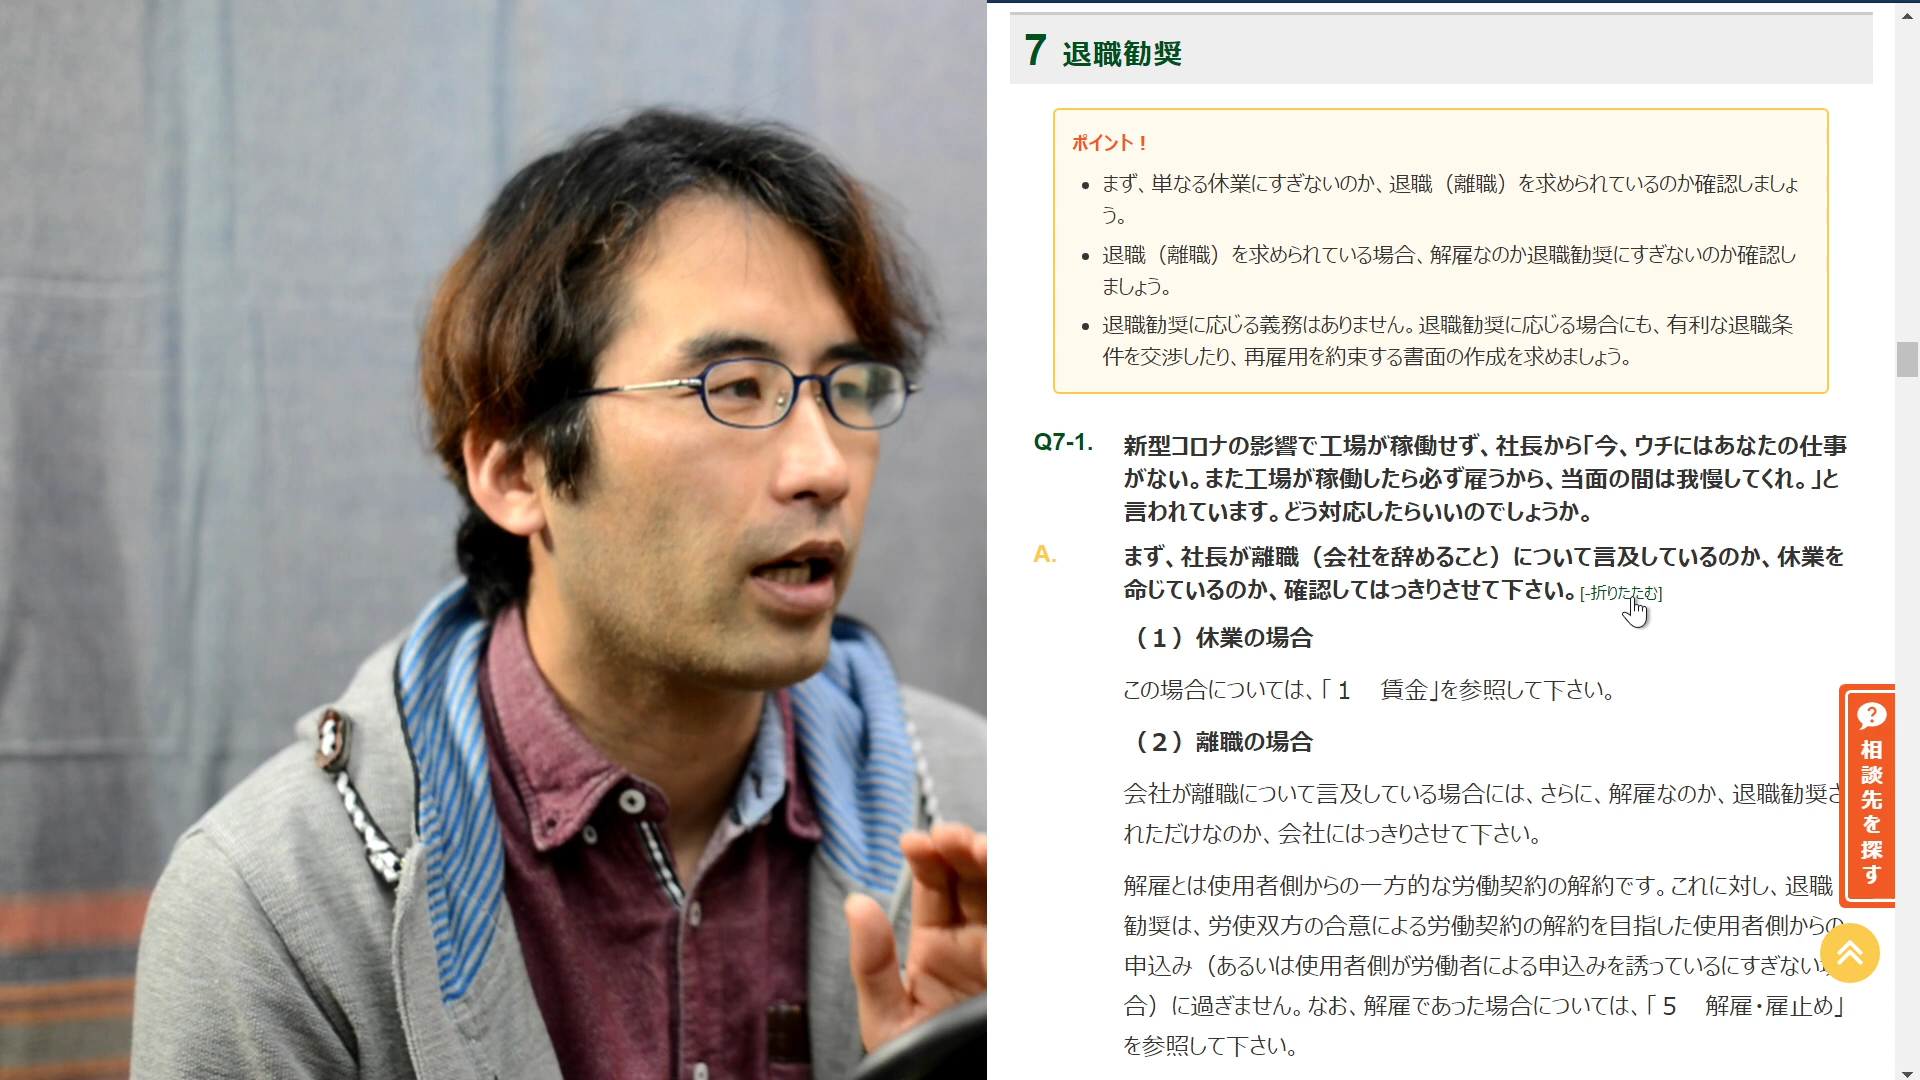 7 退職勧奨
ポイント！
まず、単なる休業にすぎないのか、退職（離職）を求められているのか確認しましょ
う。
退職（離職）を求められている場合、解雇なのか退職勧奨にすぎないのか確認し
ましょう。
退職勧奨に応じる義務はありません。退職勧奨に応じる場合にも、有利な退職条
件を交渉したり、再雇用を約束する書面の作成を求めましょう。
Q7-1. 新型コロナの影響で工場が稼働せず、社長から「今、ウチにはあなたの仕事
がない。また工場が稼働したら必ず雇うから、当面の間は我慢してくれ。」と
言われています。どう対応したらいいのでしょうか。
A. まず、社長が離職（会社を辞めること）について言及しているのか、休業を
命じているのか、確認してはっきりさせて下さい。[-折りたたむ]
（１）休業の場合
この場合については、「１　賃金」を参照して下さい。
（２）離職の場合
会社が離職について言及している場合には、さらに、解雇なのか、退職勧奨さ
れただけなのか、会社にはっきりさせて下さい。
解雇とは使用者側からの一方的な労働契約の解約です。これに対し、退職
勧奨は、労使双方の合意による労働契約の解約を目指した使用者側からの
申込み（あるいは使用者側が労働者による申込みを誘っているにすぎない場
合）に過ぎません。なお、解雇であった場合については、「５　解雇・雇止め」
を参照して下さい。
相談先を探す